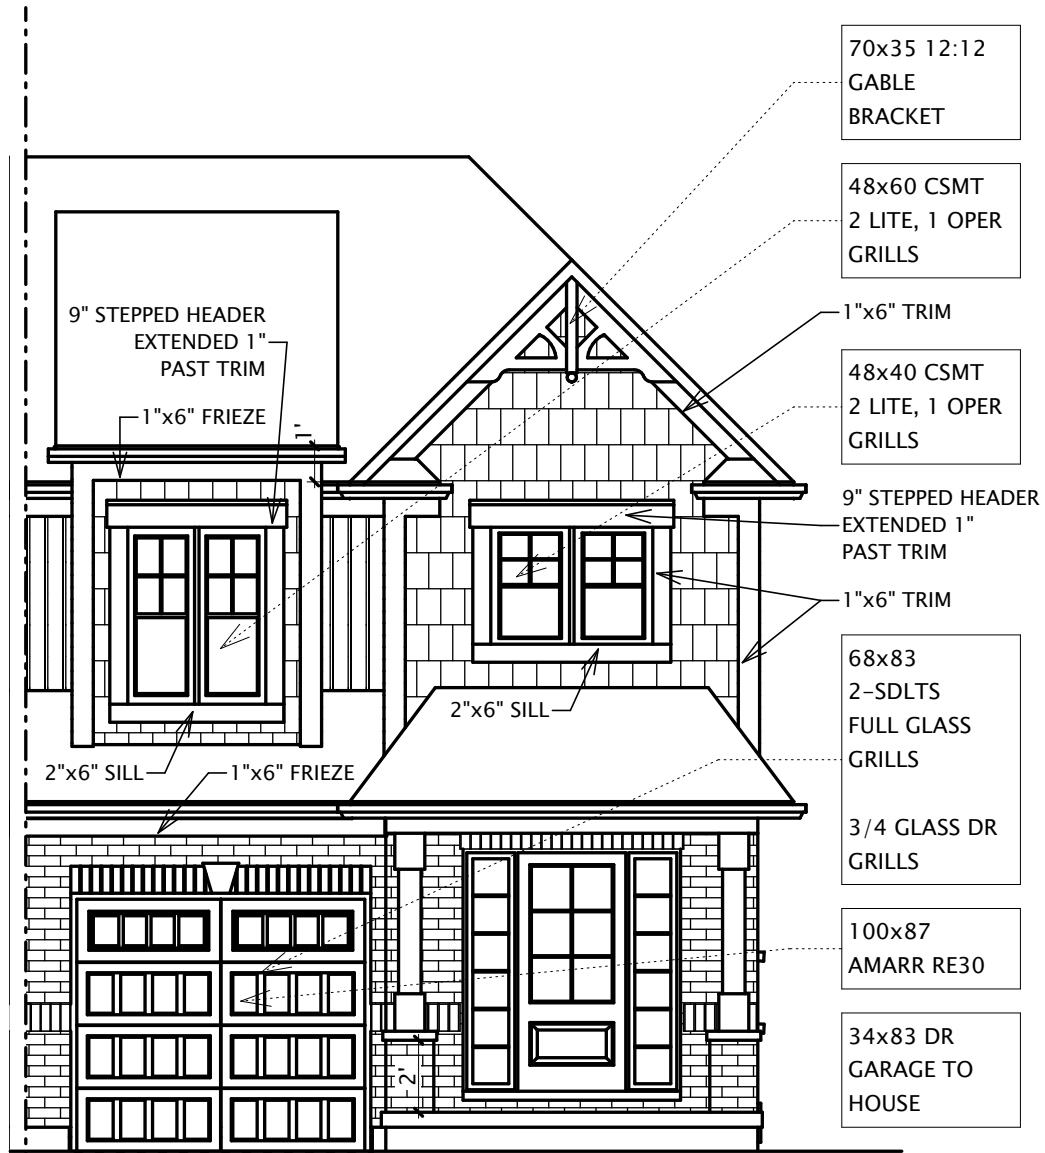 70x35 12:12
GABLE
BRACKET
48x60 CSMT
2 LITE, 1 OPER
GRILLS
9" STEPPED HEADER
EXTENDED 1"
PAST TRIM
1"x6" TRIM
48x40 CSMT
2 LITE, 1 OPER
GRILLS
1"x6" FRIEZE
1'
9" STEPPED HEADER
EXTENDED 1"
PAST TRIM
1"x6" TRIM
68x83
2-SDLTS
FULL GLASS
GRILLS
3/4 GLASS DR
GRILLS
2"x6" SILL
2"x6" SILL
1"x6" FRIEZE
100x87
AMARR RE30
34x83 DR
GARAGE TO
HOUSE
2'